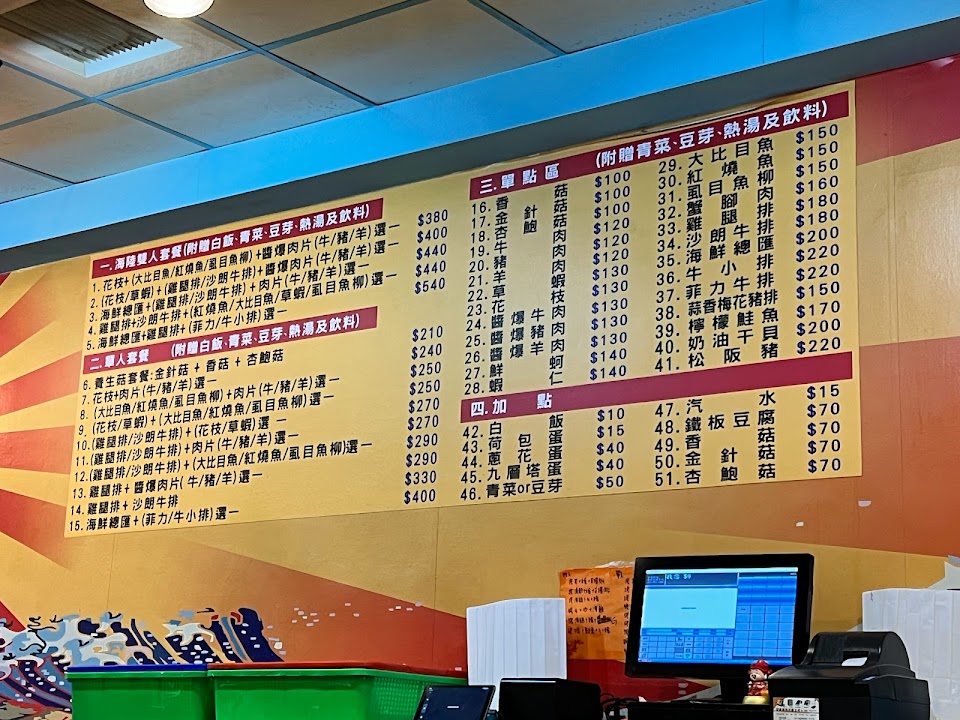 一.海陸雙人套餐(附贈白飯、青菜、豆芽、熱湯及飲料)
1. 花枝+(大比目魚/紅燒魚/虱目魚柳)+醬爆肉片(牛/豬/羊)選一 $380
2. (花枝/草蝦)+(雞腿排/沙朗牛排)+醬爆肉片(牛/豬/羊)選一 $400
3. 海鮮總匯+(雞腿排/沙朗牛排)+肉片(牛/豬/羊)選一 $440
4. 雞腿排+沙朗牛排+(紅燒魚/大比目魚/草蝦/虱目魚柳)選一 $440
5. 海鮮總匯+雞腿排+(菲力/牛小排)選一 $540
二.單人套餐 (附贈白飯、青菜、豆芽、熱湯及飲料)
6. 養生菇套餐:金針菇+香菇+杏鮑菇 $210
7. 花枝+肉片(牛/豬/羊)選一 $240
8. (大比目魚/紅燒魚/虱目魚柳)+肉片(牛/豬/羊)選一 $250
9. (花枝/草蝦)+(大比目魚/紅燒魚/虱目魚柳)選一 $250
10.(雞腿排/沙朗牛排)+(花枝/草蝦)選一 $270
11.(雞腿排/沙朗牛排)+肉片(牛/豬/羊)選一 $270
12.(雞腿排/沙朗牛排)+(大比目魚/紅燒魚/虱目魚柳)選一 $290
13. 雞腿排+醬爆肉片(牛/豬/羊)選一 $290
14. 雞腿排+沙朗牛排 $330
15. 海鮮總匯+(菲力/牛小排)選一 $400
三.單點區 (附贈青菜、豆芽、熱湯及飲料)
16. 香菇 $100
17. 金針菇 $100
18. 杏鮑菇 $100
19. 牛肉 $120
20. 豬肉 $120
21. 羊肉 $120
22. 草蝦 $130
23. 花枝 $130
24. 醬爆牛肉 $130
25. 醬爆豬肉 $130
26. 醬爆羊肉 $130
27. 鮮蚵 $140
28. 蝦仁 $140
29. 大比目魚 $150
30. 紅燒魚 $150
31. 虱目魚柳 $150
32. 蟹腳肉 $160
33. 雞腿排 $180
34. 沙朗牛排 $180
35. 海鮮總匯 $200
36. 牛小排 $220
37. 菲力牛排 $220
38. 蒜香梅花豬排 $150
39. 檸檬鮭魚 $170
40. 奶油干貝 $200
41. 松阪豬 $220
四.加點
42. 白飯 $10
43. 荷包蛋 $15
44. 蔥花蛋 $40
45. 九層塔蛋 $40
46. 青菜or豆芽 $50
47. 汽水 $15
48. 鐵板豆腐 $70
49. 香菇 $70
50. 金針菇 $70
51. 杏鮑菇 $70